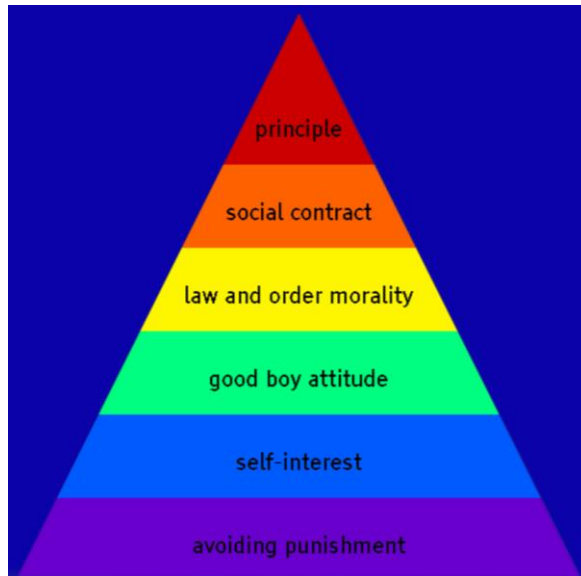 principle
social contract
law and order morality
good boy attitude
self-interest
avoiding punishment